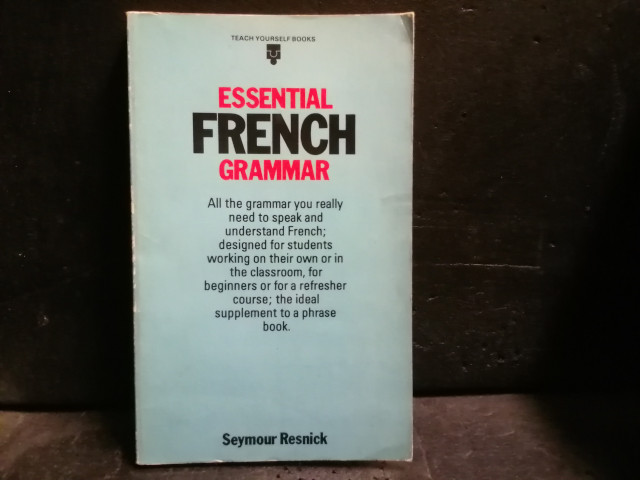 TEACH YOURSELF BOOKS
ESSENTIAL
FRENCH
GRAMMAR
All the grammar you really
need to speak and
understand French;
designed for students
working on their own or in
the classroom, for
beginners or for a refresher
course; the ideal
supplement to a phrase
book.
Seymour Resnick